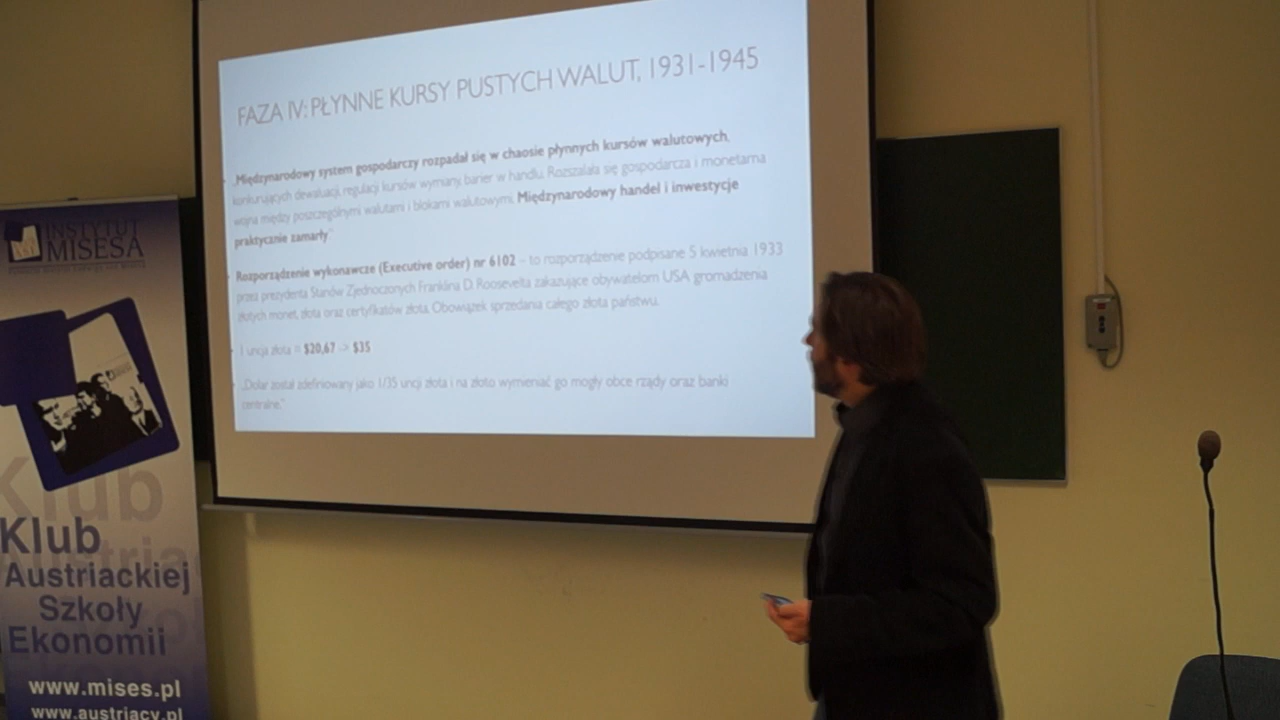 FAZA IV: PŁYNNE KURSY PUSTYCH WALUT, 1931-1945
„Międzynarodowy system gospodarczy rozpadał się w chaosie płynnych kursów walutowych,
konkurujących dewaluacji, regulacji kursów wymiany, barier w handlu. Rozszalała się gospodarcza i monetarna
wojna między poszczególnymi walutami i blokami walutowymi. Międzynarodowy handel i inwestycje
praktycznie zamarły."
Rozporządzenie wykonawcze (Executive order) nr 6102 – to rozporządzenie podpisane 5 kwietnia 1933
przez prezydenta Stanów Zjednoczonych Franklina D. Roosevelta zakazujące obywatelom USA gromadzenia
złotych monet, złota oraz certyfikatów złota. Obowiązek sprzedania całego złota państwu.
1 uncja złota = $20,67 -> $35
„Dolar został zdefiniowany jako 1/35 uncji złota i na złoto wymieniać go mogły obce rządy oraz banki
centralne."
INSTYTUT
MISESA
Klub
Klub
Austriackiej
Szkoły
Ekonomii
www.mises.pl
www.austriacy.pl